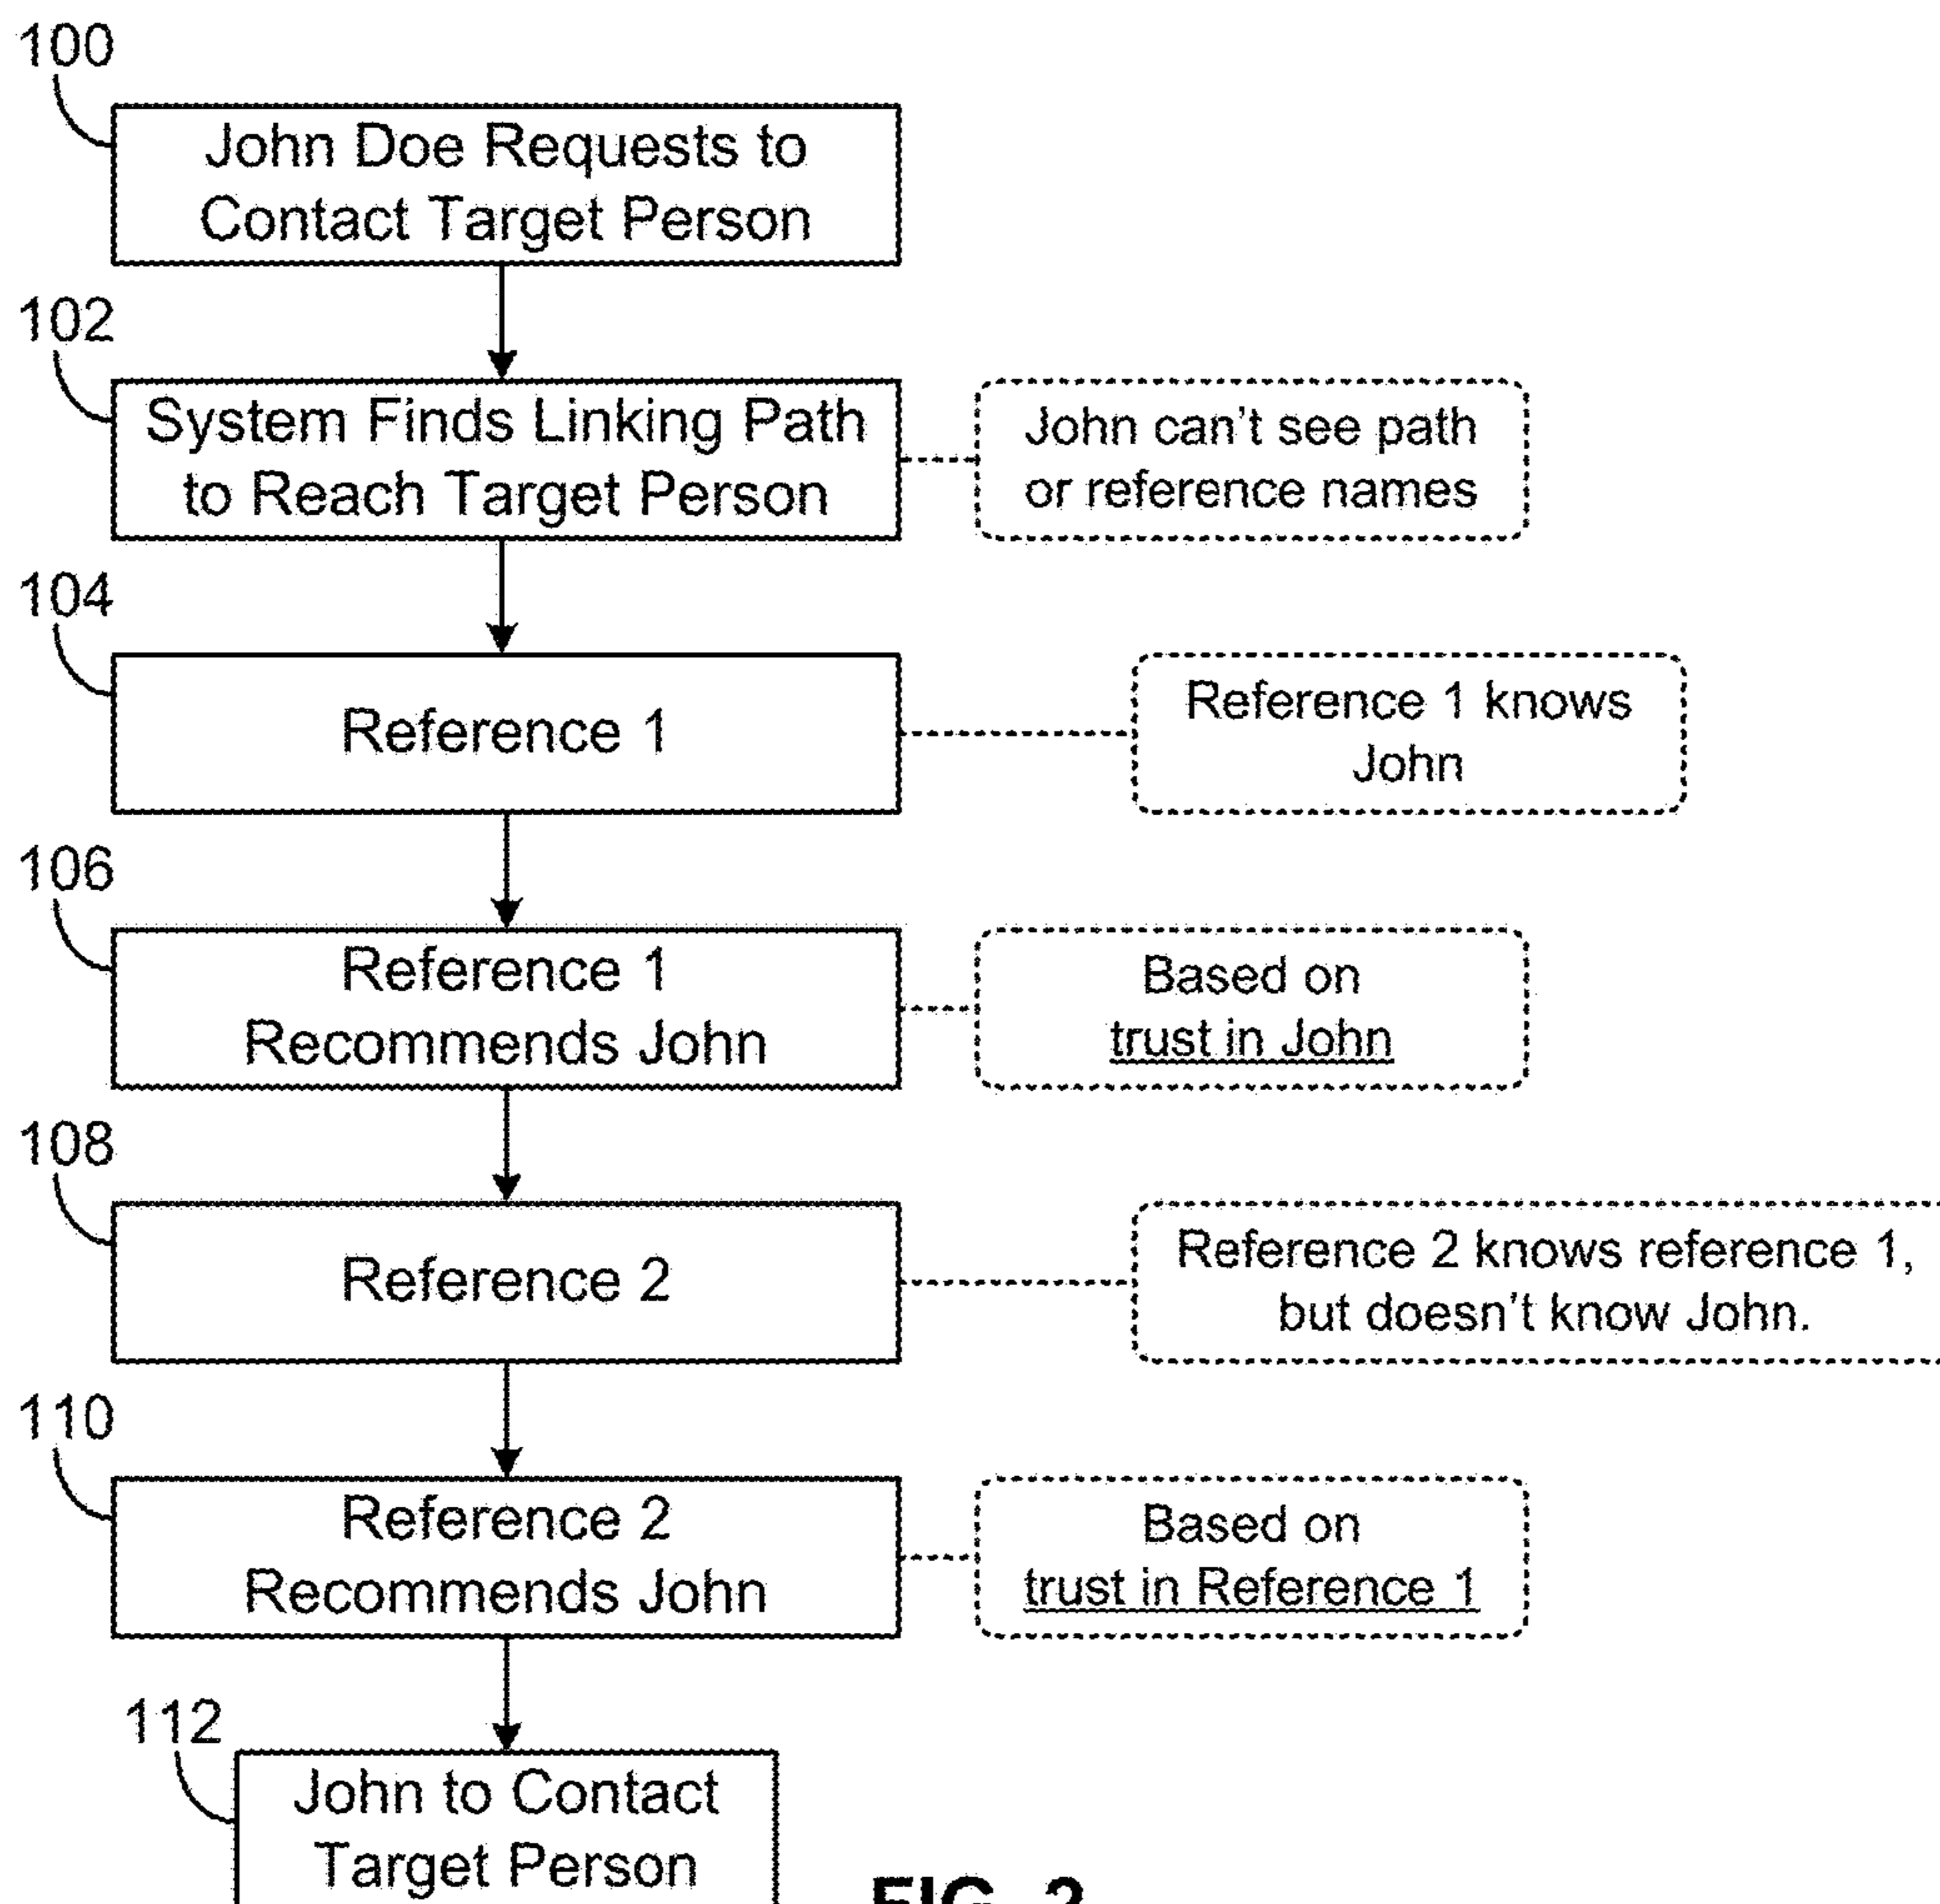 100
John Doe Requests to
Contact Target Person
102
System Finds Linking Path
to Reach Target Person
John can't see path
or reference names
104
Reference 1
Reference 1 knows
John
106
Reference 1
Recommends John
Based on
trust in John
108
Reference 2
Reference 2 knows reference 1,
but doesn't know John.
110
Reference 2
Recommends John
Based on
trust in Reference 1
112
John to Contact
Target Person
FIG. 2